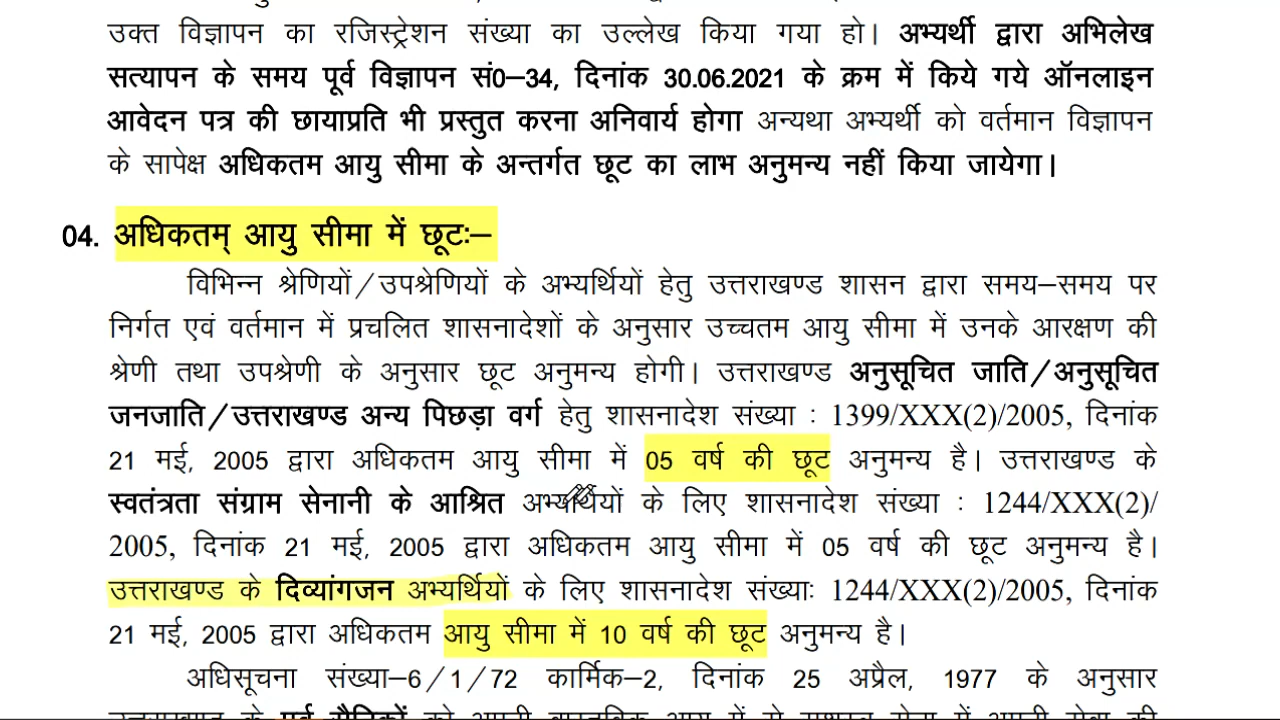 उक्त विज्ञापन का रजिस्ट्रेशन संख्या का उल्लेख किया गया हो। अभ्यर्थी द्वारा अभिलेख
सत्यापन के समय पूर्व विज्ञापन सं0–34, दिनांक 30.06.2021 के क्रम में किये गये ऑनलाइन
आवेदन पत्र की छायाप्रति भी प्रस्तुत करना अनिवार्य होगा अन्यथा अभ्यर्थी को वर्तमान विज्ञापन
के सापेक्ष अधिकतम आयु सीमा के अन्तर्गत छूट का लाभ अनुमन्य नहीं किया जायेगा।
04. अधिकतम् आयु सीमा में छूटः–
विभिन्न श्रेणियों/उपश्रेणियों के अभ्यर्थियों हेतु उत्तराखण्ड शासन द्वारा समय–समय पर
निर्गत एवं वर्तमान में प्रचलित शासनादेशों के अनुसार उच्चतम आयु सीमा में उनके आरक्षण की
श्रेणी तथा उपश्रेणी के अनुसार छूट अनुमन्य होगी। उत्तराखण्ड अनुसूचित जाति/अनुसूचित
जनजाति/उत्तराखण्ड अन्य पिछड़ा वर्ग हेतु शासनादेश संख्या : 1399/XXX(2)/2005, दिनांक
21 मई, 2005 द्वारा अधिकतम आयु सीमा में 05 वर्ष की छूट अनुमन्य है। उत्तराखण्ड के
स्वतंत्रता संग्राम सेनानी के आश्रित अभ्यर्थियों के लिए शासनादेश संख्या : 1244/XXX(2)/
2005, दिनांक 21 मई, 2005 द्वारा अधिकतम आयु सीमा में 05 वर्ष की छूट अनुमन्य है।
उत्तराखण्ड के दिव्यांगजन अभ्यर्थियों के लिए शासनादेश संख्याः 1244/XXX(2)/2005, दिनांक
21 मई, 2005 द्वारा अधिकतम आयु सीमा में 10 वर्ष की छूट अनुमन्य है।
अधिसूचना संख्या–6/1/72 कार्मिक–2, दिनांक 25 अप्रैल, 1977 के अनुसार